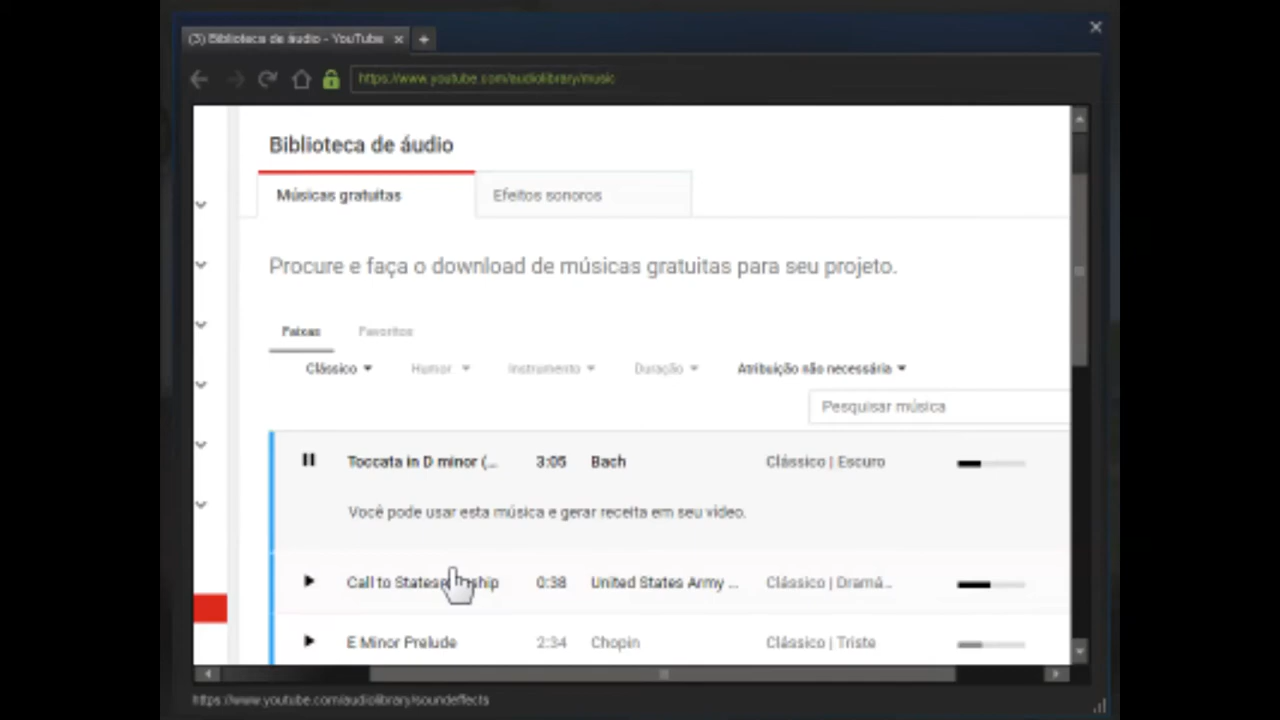 (3) Biblioteca de áudio - YouTube
https://www.youtube.com/audiolibrary/music
Biblioteca de áudio
Músicas gratuitas Efeitos sonoros
Procure e faça o download de músicas gratuitas para seu projeto.
Faixas Favoritos
Clássico Humor Instrumento Duração Atribuição não necessária
Pesquisar música
Toccata in D minor (... 3:05 Bach Clássico | Escuro
Você pode usar esta música e gerar receita em seu vídeo.
Call to 0:38 United States Army ... Clássico | Dramá...
E Minor Prelude 2:34 Chopin Clássico | Triste
https://www.youtube.com/audiolibrary/soundeffects